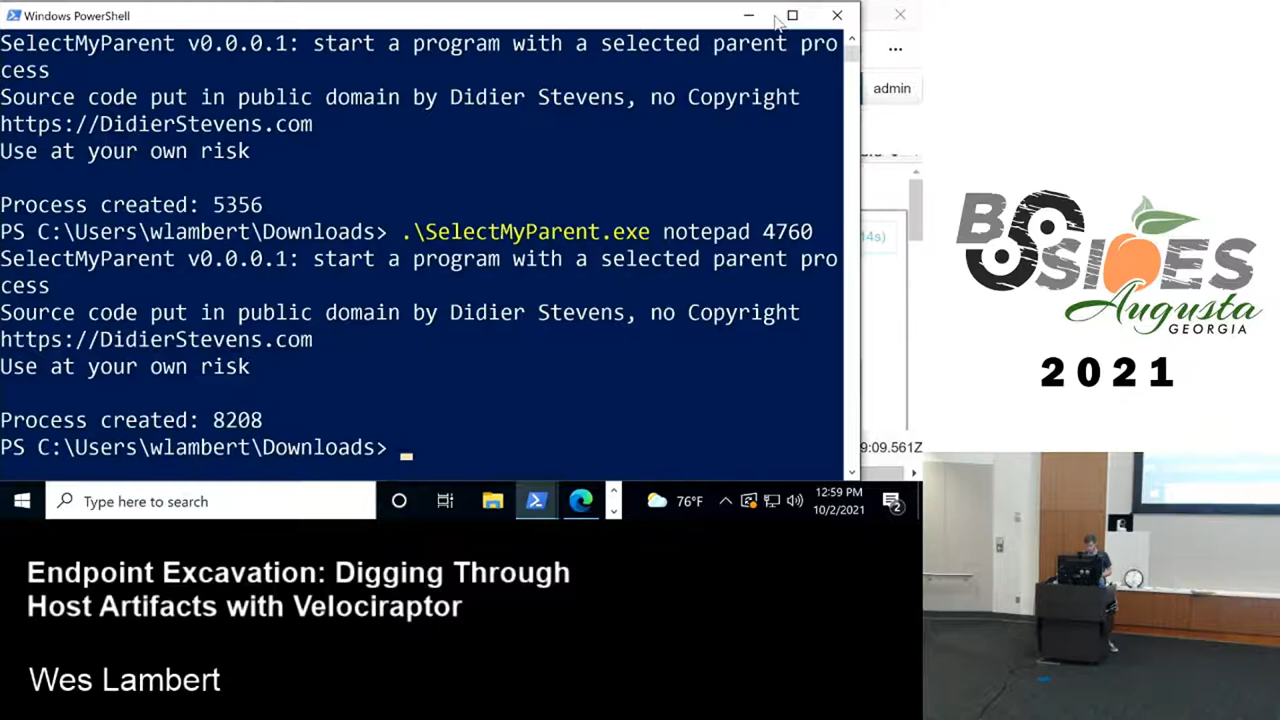 Windows PowerShell
SelectMyParent v0.0.0.1: start a program with a selected parent pro
cess
Source code put in public domain by Didier Stevens, no Copyright
https://DidierStevens.com
Use at your own risk
Process created: 5356
PS C:\Users\wlambert\Downloads> .\SelectMyParent.exe notepad 4760
SelectMyParent v0.0.0.1: start a program with a selected parent pro
cess
Source code put in public domain by Didier Stevens, no Copyright
https://DidierStevens.com
Use at your own risk
Process created: 8208
PS C:\Users\wlambert\Downloads>
admin
14s)
9:09.561Z
Type here to search
76°F
12:59 PM
10/2/2021
2
BSIDES
Augusta
GEORGIA
2021
Endpoint Excavation: Digging Through
Host Artifacts with Velociraptor
Wes Lambert